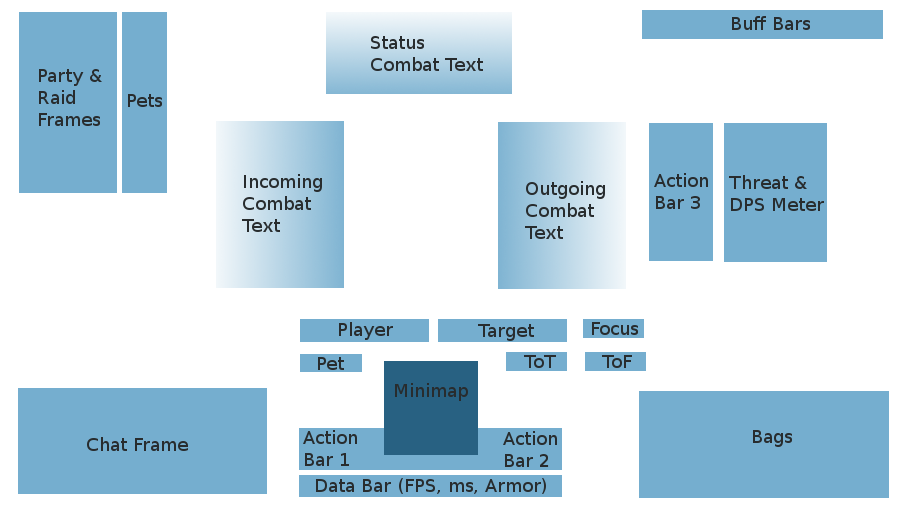 Buff Bars
Status
Combat Text
Party &
Raid
Frames
Pets
Incoming
Combat
Text
Outgoing
Combat
Text
Action
Bar 3
Threat &
DPS Meter
Player
Target
Focus
Pet
ToT
ToF
Minimap
Chat Frame
Action
Bar 1
Action
Bar 2
Bags
Data Bar (FPS, ms, Armor)